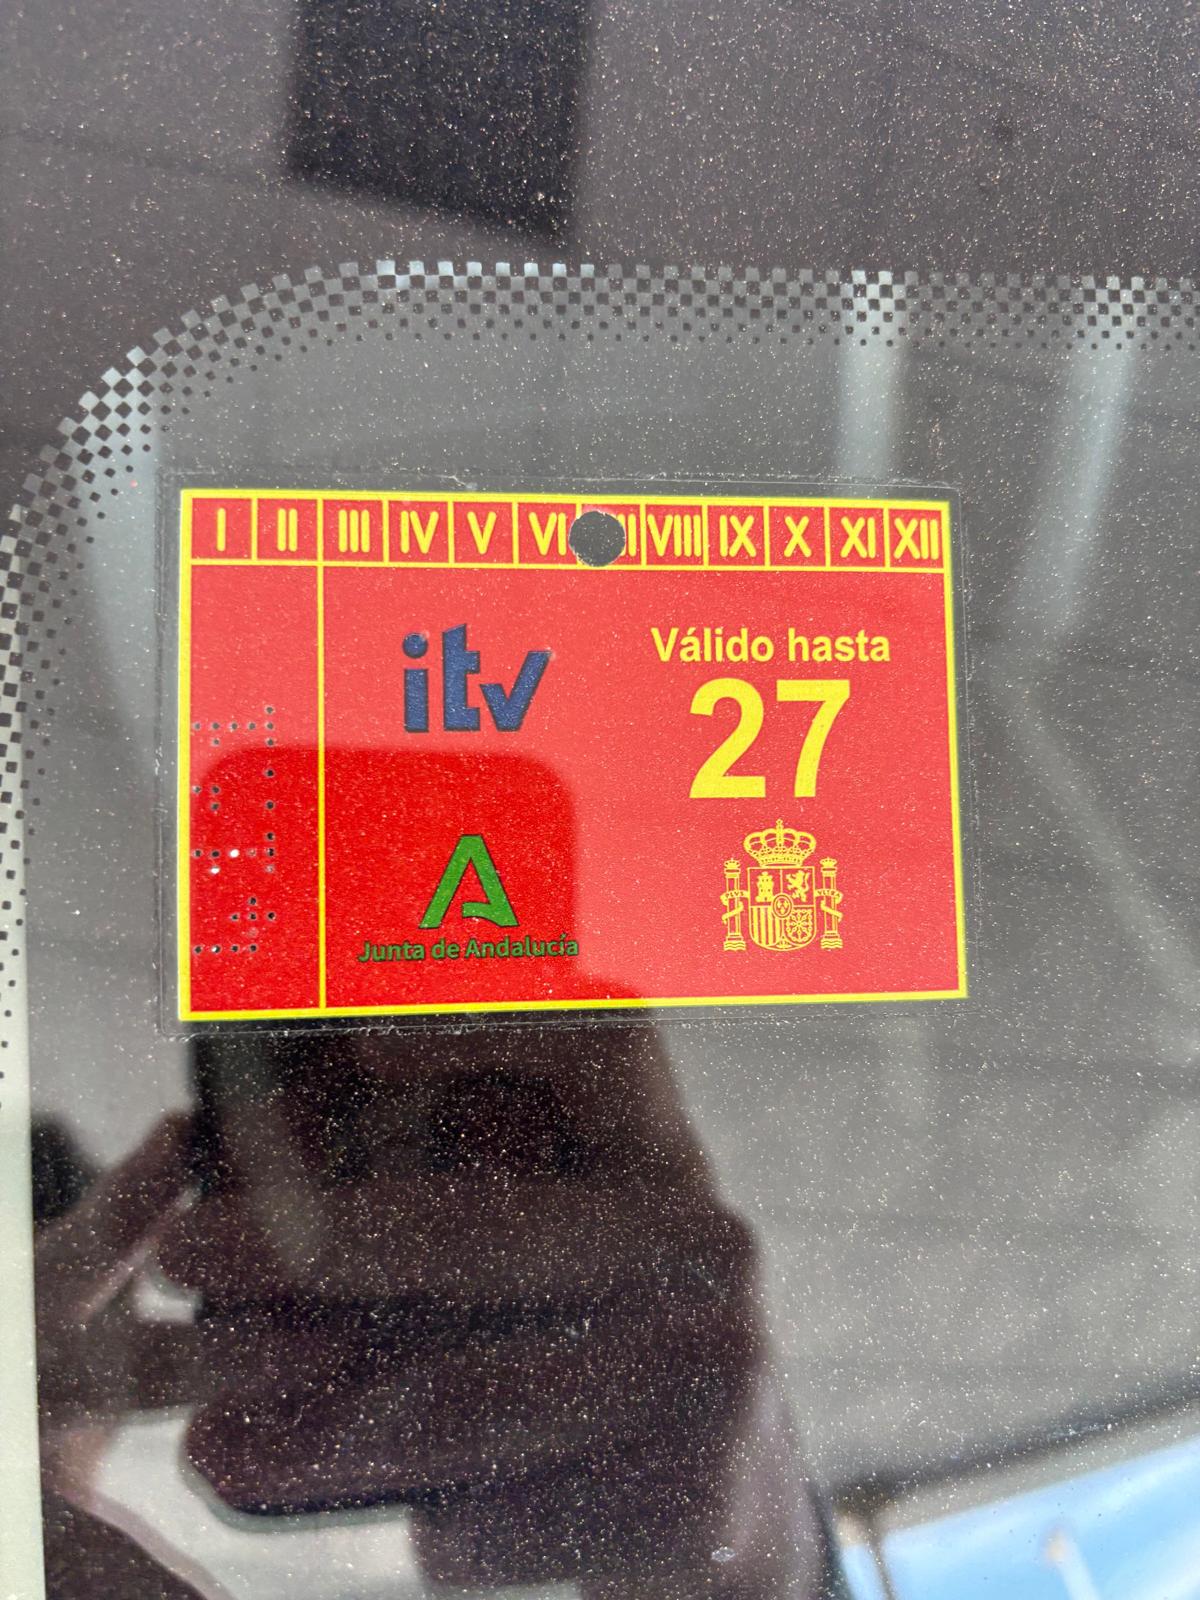 I II III IV V VI VIII IX X XI XII
itv
Válido hasta
27
Junta de Andalucía